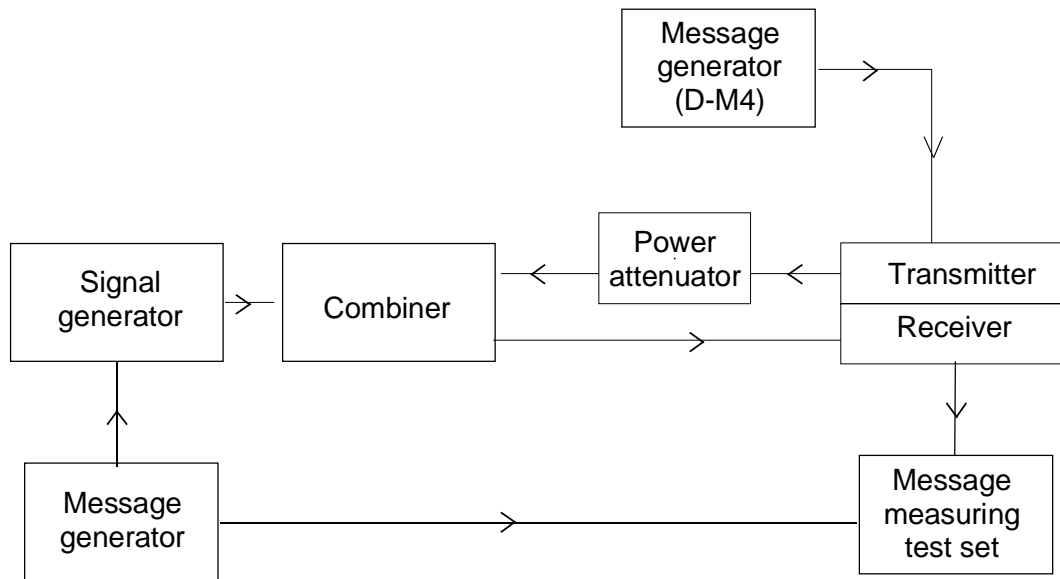 Message
generator
(D-M4)
Power
attenuator
Signal
generator
Combiner
Transmitter
Receiver
Message
generator
Message
measuring
test set